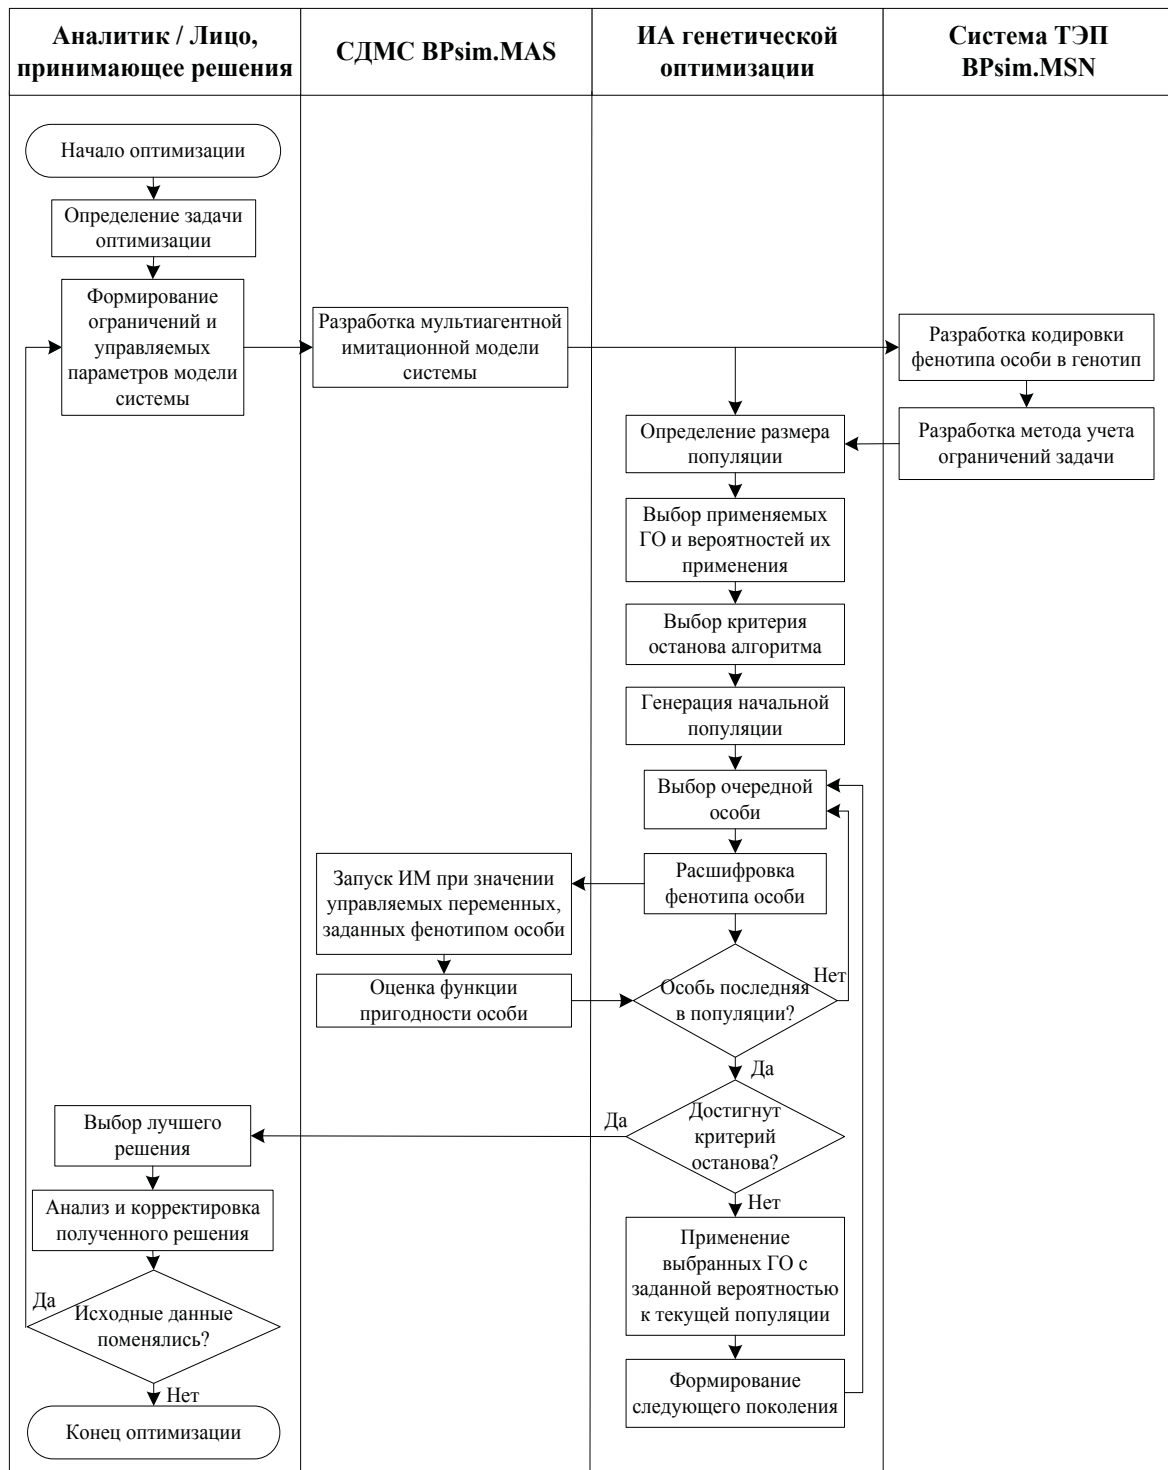 Аналитик / Лицо,
принимающее решения
СДМС BPsim.MAS
ИА генетической
оптимизации
Система ТЭП
BPsim.MSN
Начало оптимизации
Определение задачи
оптимизации
Формирование
ограничений и
управляемых
параметров модели
системы
Разработка мультиагентной
имитационной модели
системы
Разработка кодировки
фенотипа особи в генотип
Разработка метода учета
ограничений задачи
Определение размера
популяции
Выбор применяемых
ГО и вероятностей их
применения
Выбор критерия
останова алгоритма
Генерация начальной
популяции
Выбор очередной
особи
Расшифровка
фенотипа особи
Запуск ИМ при значении
управляемых переменных,
заданных фенотипом особи
Оценка функции
пригодности особи
Особь последняя
в популяции?
Нет
Да
Достигнут
критерий
останова?
Да
Нет
Выбор лучшего
решения
Анализ и корректировка
полученного решения
Исходные данные
поменялись?
Да
Нет
Конец оптимизации
Применение
выбранных ГО с
заданной вероятностью
к текущей популяции
Формирование
следующего поколения